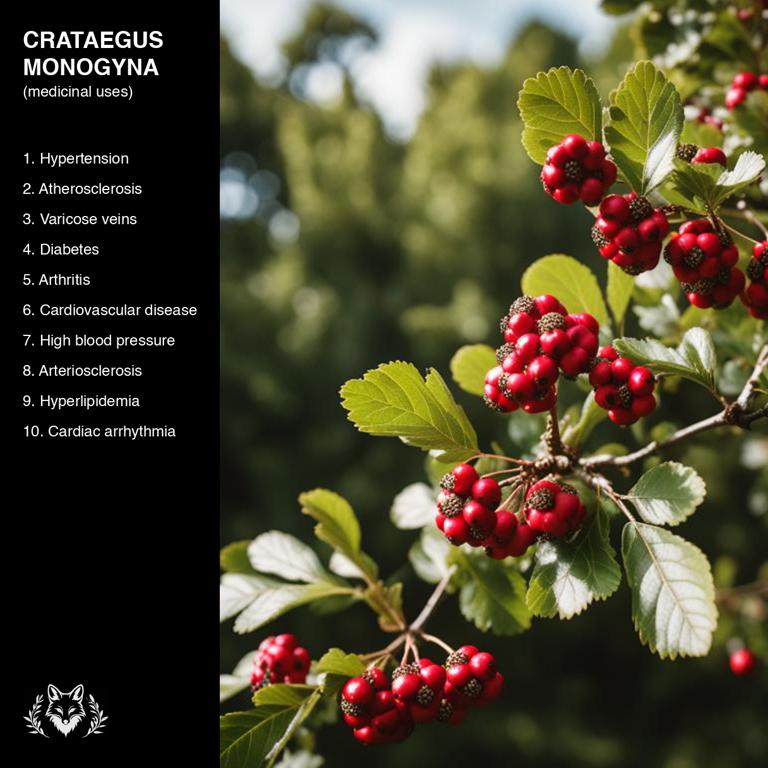 CRATAEGUS
MONOGYNA
(medicinal uses)
1. Hypertension
2. Atherosclerosis
3. Varicose veins
4. Diabetes
5. Arthritis
6. Cardiovascular disease
7. High blood pressure
8. Arteriosclerosis
9. Hyperlipidemia
10. Cardiac arrhythmia